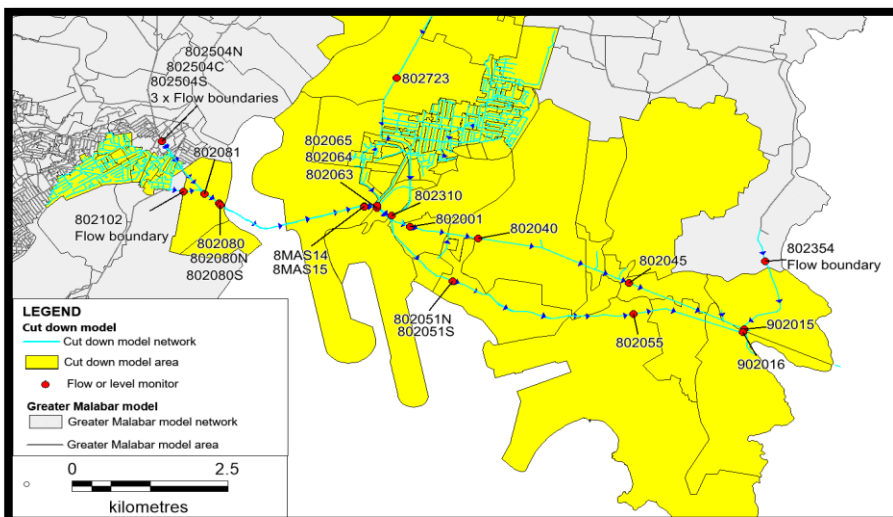 802504N
802504C
802504S
3 x Flow boundaries
802081
802723
802065
802064
802063
802310
802001
802040
802102
Flow boundary
802080
802080N
802080S
8MAS14
8MAS15
802045
802354
Flow boundary
802051N
802051S
802055
902015
902016
LEGEND
Cut down model
Cut down model network
Cut down model area
Flow or level monitor
Greater Malabar model
Greater Malabar model network
Greater Malabar model area
0 2.5
kilometres